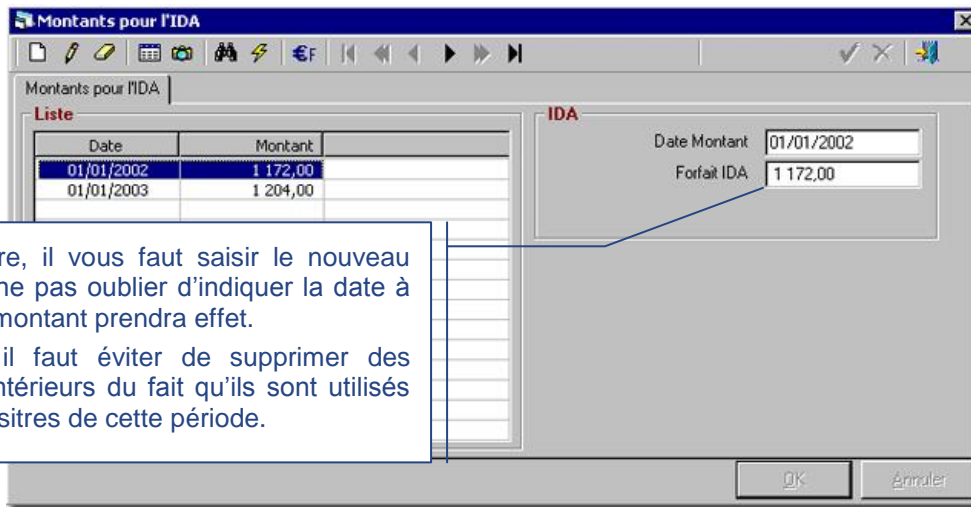 Montants pour l'IDA
€F
Montants pour l'IDA
Liste
Date Montant
01/01/2002 1 172,00
01/01/2003 1 204,00
IDA
Date Montant 01/01/2002
Forfait IDA 1 172,00
re, il vous faut saisir le nouveau
ne pas oublier d'indiquer la date à
montant prendra effet.
il faut éviter de supprimer des
ntérieurs du fait qu'ils sont utilisés
sitres de cette période.
OK Annuler